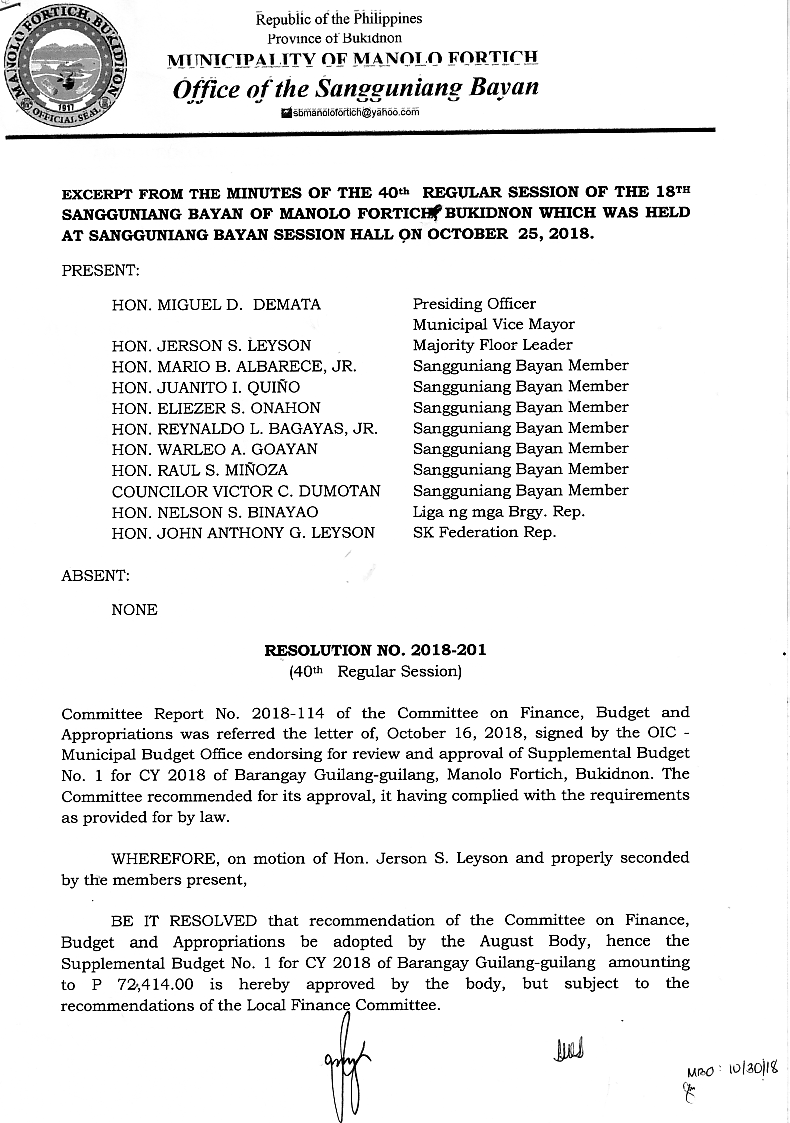 MANOLO FORTICH, BUKIDNON
1917
OFFICIAL SEAL
Republic of the Philippines
Province of Bukidnon
MUNICIPALITY OF MANOLO FORTICH
Office of the Sangguniang Bayan
sbmanolofortich@yahoo.com
EXCERPT FROM THE MINUTES OF THE 40th REGULAR SESSION OF THE 18TH
SANGGUNIANG BAYAN OF MANOLO FORTICH, BUKIDNON WHICH WAS HELD
AT SANGGUNIANG BAYAN SESSION HALL ON OCTOBER 25, 2018.
PRESENT:
HON. MIGUEL D. DEMATA Presiding Officer
Municipal Vice Mayor
HON. JERSON S. LEYSON Majority Floor Leader
HON. MARIO B. ALBARECE, JR. Sangguniang Bayan Member
HON. JUANITO I. QUIÑO Sangguniang Bayan Member
HON. ELIEZER S. ONAHON Sangguniang Bayan Member
HON. REYNALDO L. BAGAYAS, JR. Sangguniang Bayan Member
HON. WARLEO A. GOAYAN Sangguniang Bayan Member
HON. RAUL S. MIÑOZA Sangguniang Bayan Member
COUNCILOR VICTOR C. DUMOTAN Sangguniang Bayan Member
HON. NELSON S. BINAYAO Liga ng mga Brgy. Rep.
HON. JOHN ANTHONY G. LEYSON SK Federation Rep.
ABSENT:
NONE
RESOLUTION NO. 2018-201
(40th Regular Session)
Committee Report No. 2018-114 of the Committee on Finance, Budget and
Appropriations was referred the letter of, October 16, 2018, signed by the OIC -
Municipal Budget Office endorsing for review and approval of Supplemental Budget
No. 1 for CY 2018 of Barangay Guilang-guilang, Manolo Fortich, Bukidnon. The
Committee recommended for its approval, it having complied with the requirements
as provided for by law.
WHEREFORE, on motion of Hon. Jerson S. Leyson and properly seconded
by the members present,
BE IT RESOLVED that recommendation of the Committee on Finance,
Budget and Appropriations be adopted by the August Body, hence the
Supplemental Budget No. 1 for CY 2018 of Barangay Guilang-guilang amounting
to P 72,414.00 is hereby approved by the body, but subject to the
recommendations of the Local Finance Committee.
MBO : 10/30/18